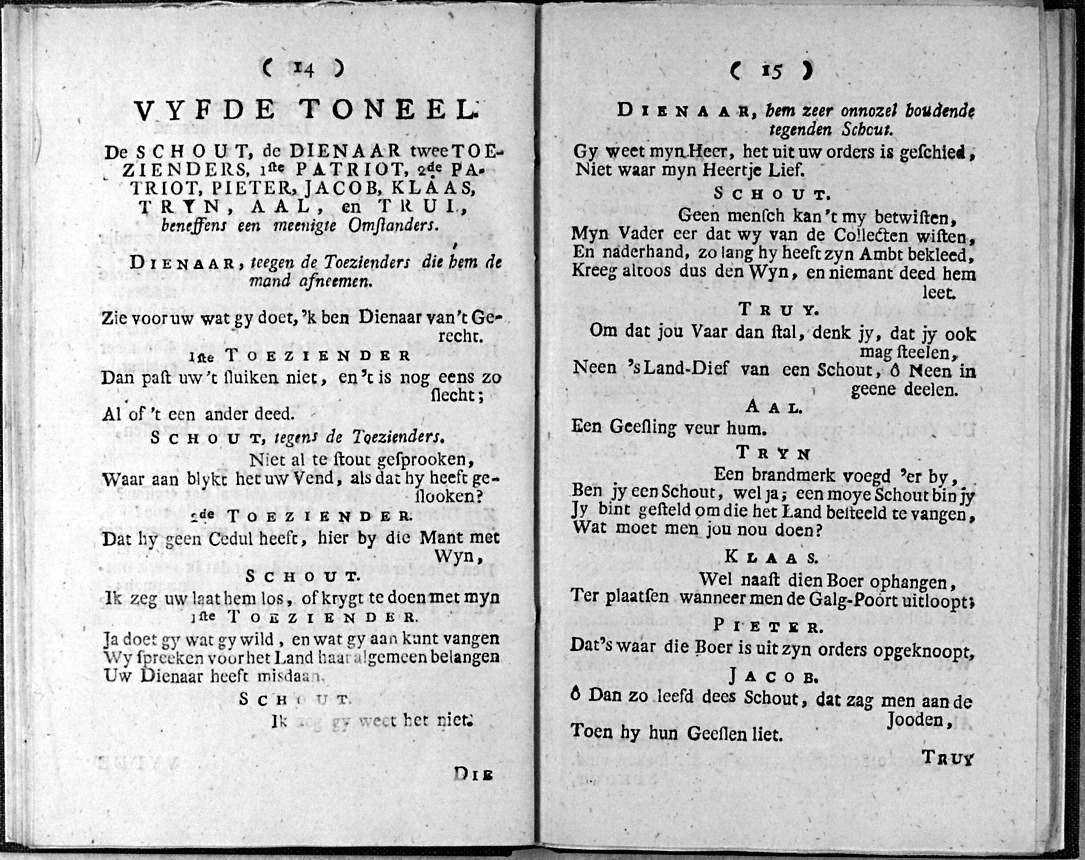 ( 14 )
VYFDE TONEEL.
De SCHOUT, de DIENAAR twee TOE-
ZIENDERS, 1ſte PATRIOT, 2de PA-
TRIOT, PIETER, JACOB, KLAAS,
TRYN, AAL, en TRUI,
beneffens een meenigte Omſtanders.
DIENAAR, teegen de Toezienders die hem de
mand afneemen.
Zie voor uw wat gy doet, 'k ben Dienaar van 't Ge-
recht.
1ſte TOEZIENDER
Dan paſt uw 't ſluiken niet, en 't is nog eens zo
ſlecht;
Al of 't een ander deed.
SCHOUT, tegens de Toezienders.
Niet al te ſtout geſprooken,
Waar aan blykt het uw Vend, als dat hy heeft ge-
ſlooken?
2de TOEZIENDER.
Dat hy geen Cedul heeft, hier by die Mant met
Wyn,
SCHOUT.
Ik zeg uw laat hem los, of krygt te doen met myn
1ſte TOEZIENDER.
Ja doet gy wat gy wild, en wat gy aan kunt vangen
Wy ſpreeken voor het Land haar algemeen belangen
Uw Dienaar heeft misdaan.
SCHOUT.
Ik zeg gy weet het niet.
DIE
( 15 )
DIENAAR, hem zeer onnozel houdende
tegenden Schout.
Gy weet myn Heer, het uit uw orders is geſchied,
Niet waar myn Heertje Lief.
SCHOUT.
Geen menſch kan 't my betwiſten,
Myn Vader eer dat wy van de Collecten wiſten,
En naderhand, zo lang hy heeft zyn Ambt bekleed,
Kreeg altoos dus den Wyn, en niemant deed hem
leet.
TRUY.
Om dat jou Vaar dan ſtal, denk jy, dat jy ook
mag ſteelen,
Neen 's Land-Dief van een Schout, ô Neen in
geene deelen.
AAL.
Een Geeſling veur hum.
TRYN
Een brandmerk voegd 'er by,
Ben jy een Schout, wel ja; een moye Schout bin jy
Jy bint geſteld om die het Land beſteeld te vangen,
Wat moet men jou nou doen?
KLAAS.
Wel naaſt dien Boer ophangen,
Ter plaatſen wanneer men de Galg-Poort uitloopt;
PIETER.
Dat's waar die Boer is uit zyn orders opgeknoopt,
JACOB.
ô Dan zo leefd dees Schout, dat zag men aan de
Jooden,
Toen hy hun Geeſlen liet.
TRUY